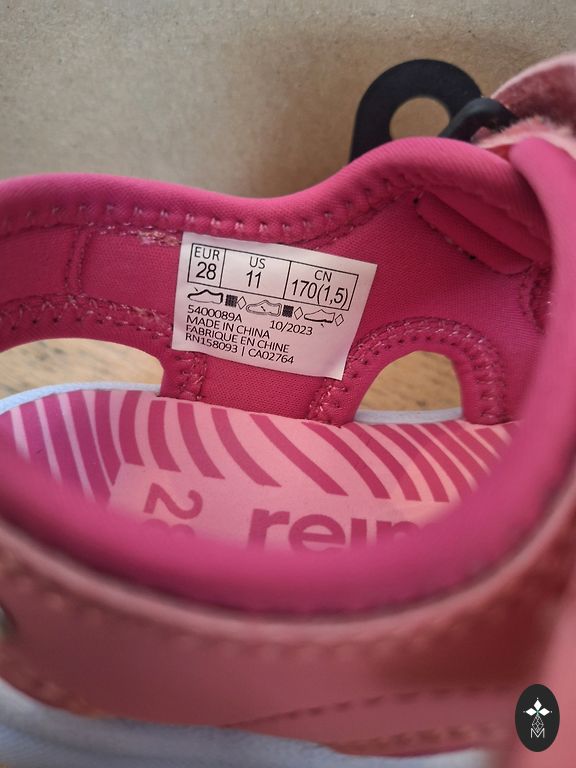 EUR US CN
28 11 170(1,5)
5400089A 10/2023
MADE IN CHINA
FABRIQUE EN CHINE
RN158093 | CA02764
28
M